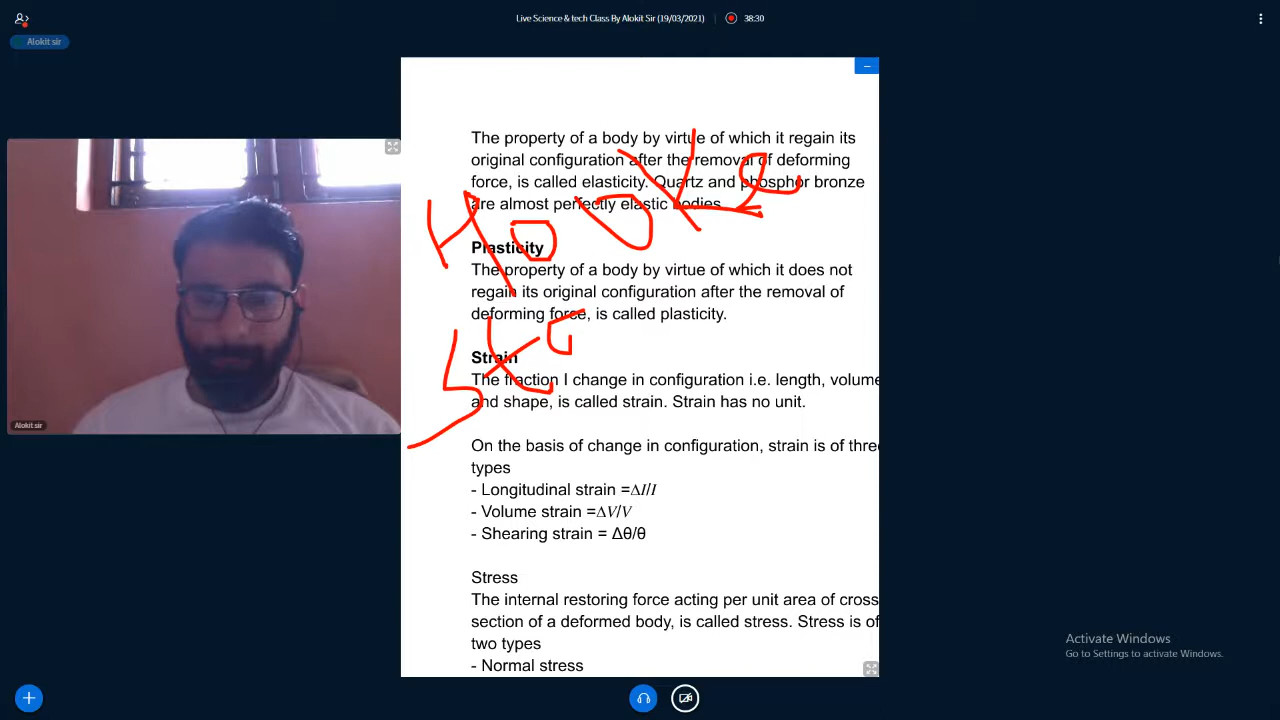 Live Science & tech Class By Alokit Sir (19/03/2021)
38:30
Alokit sir
The property of a body by virtue of which it regain its
original configuration after the removal of deforming
force, is called elasticity. Quartz and phosphor bronze
are almost perfectly elastic bodies.
Hooke
Plasticity
The property of a body by virtue of which it does not
regain its original configuration after the removal of
deforming force, is called plasticity.
Strain
The fraction I change in configuration i.e. length, volume
and shape, is called strain. Strain has no unit.
On the basis of change in configuration, strain is of three
types
- Longitudinal strain =ΔI/I
- Volume strain =ΔV/V
- Shearing strain = Δθ/θ
Stress
The internal restoring force acting per unit area of cross
section of a deformed body, is called stress. Stress is of
two types
- Normal stress
Alokit sir
Activate Windows
Go to Settings to activate Windows.